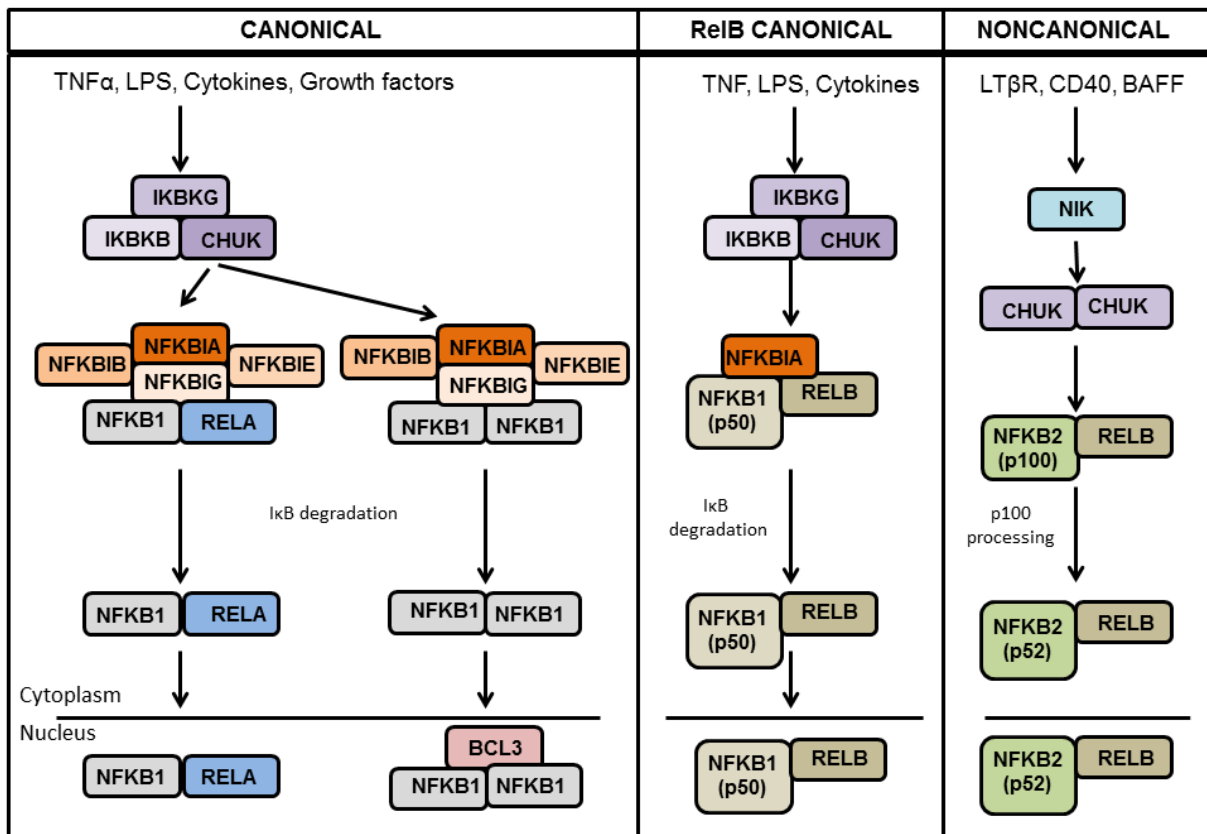 CANONICAL
TNFα, LPS, Cytokines, Growth factors
IKBKG
IKBKB
CHUK
NFKBIB
NFKBIA
NFKBIE
NFKBIG
NFKB1
RELA
NFKBIB
NFKBIA
NFKBIE
NFKBIG
NFKB1
NFKB1
IκB degradation
NFKB1
RELA
NFKB1
NFKB1
Cytoplasm
Nucleus
NFKB1
RELA
BCL3
NFKB1
NFKB1
RelB CANONICAL
TNF, LPS, Cytokines
IKBKG
IKBKB
CHUK
NFKBIA
NFKB1
(p50)
RELB
IκB
degradation
NFKB1
(p50)
RELB
NFKB1
(p50)
RELB
NONCANONICAL
LTβR, CD40, BAFF
NIK
CHUK
CHUK
NFKB2
(p100)
RELB
p100
processing
NFKB2
(p52)
RELB
NFKB2
(p52)
RELB